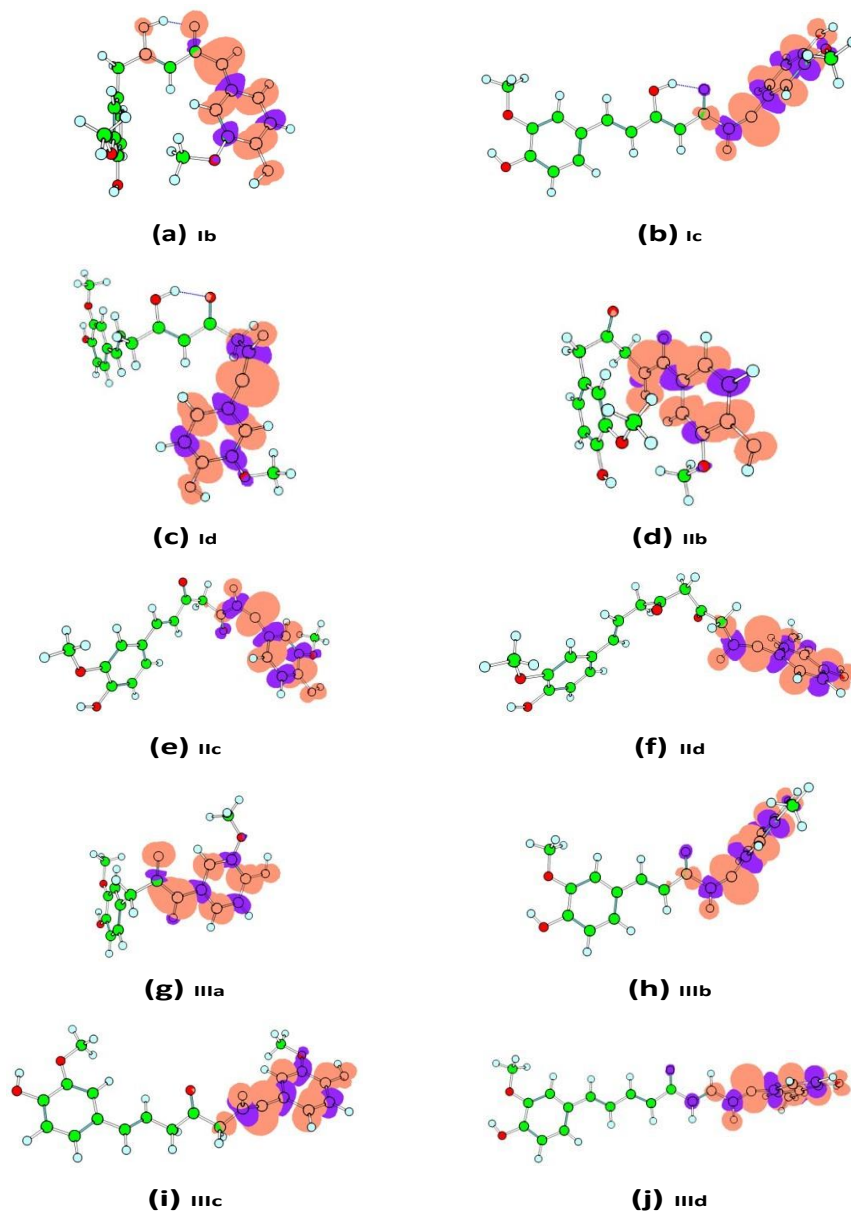 (a) Ib
(b) Ic
(c) Id
(d) IIb
(e) IIc
(f) IId
(g) IIIa
(h) IIIb
(i) IIIc
(j) IIId